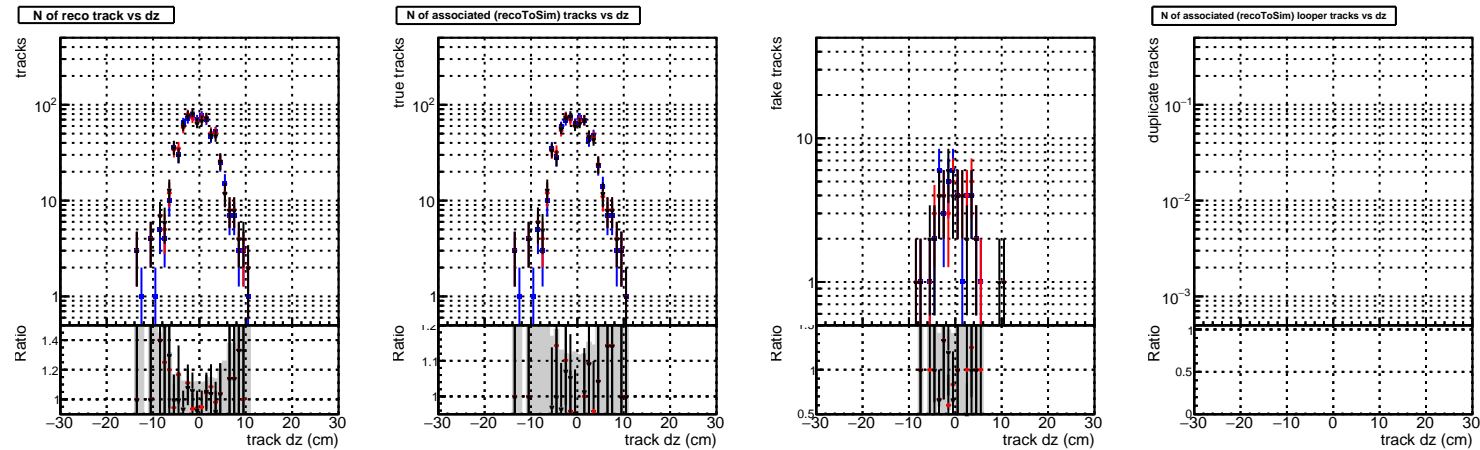 N of reco track vs dz
tracks
10²
10
1
Ratio
1.4
1.2
1
−30 −20 −10 0 10 20 30
track dz (cm)
N of associated (recoToSim) tracks vs dz
true tracks
10²
10
1
Ratio
1.2
1.1
1
−30 −20 −10 0 10 20 30
track dz (cm)
fake tracks
10
1
Ratio
1
0.5
−30 −20 −10 0 10 20 30
track dz (cm)
N of associated (recoToSim) looper tracks vs dz
duplicate tracks
10⁻¹
10⁻²
10⁻³
Ratio
1
0.5
0
−30 −20 −10 0 10 20 30
track dz (cm)